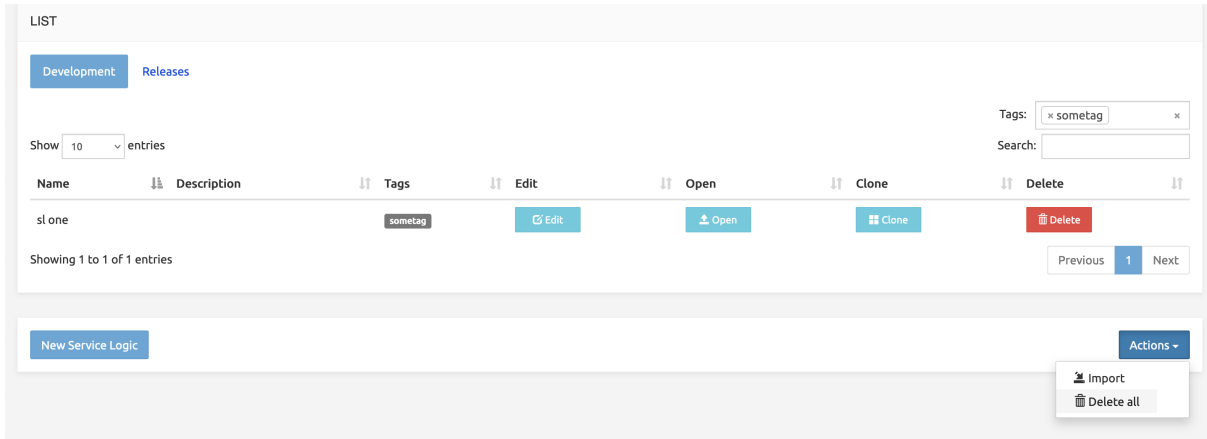 LIST
Development Releases
Tags: × sometag ×
Show 10 entries Search:
Name Description Tags Edit Open Clone Delete
sl one sometag Edit Open Clone Delete
Showing 1 to 1 of 1 entries Previous 1 Next
New Service Logic Actions
Import
Delete all